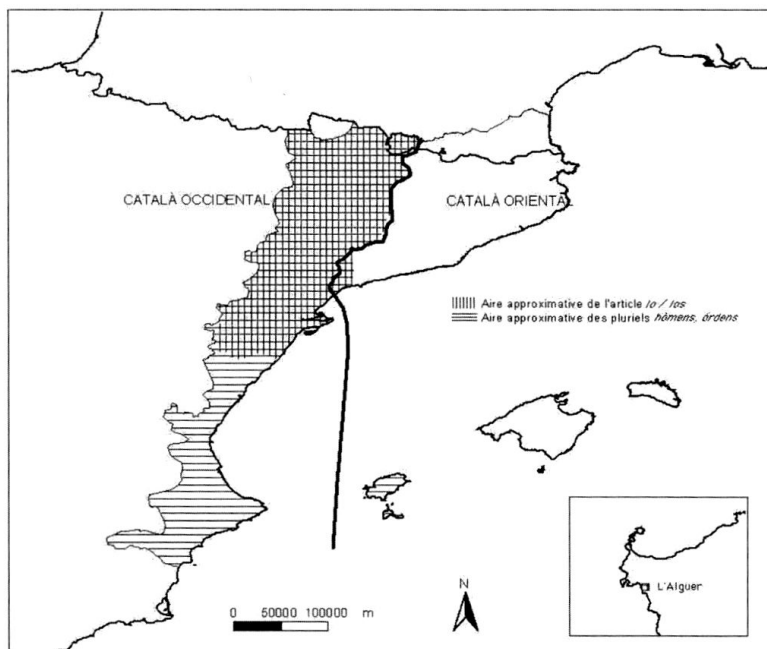 CATALÀ OCCIDENTAL
CATALÀ ORIENTAL
Aire approximative de l'article lo / los
Aire approximative des pluriels hòmens, órdens
L'Alguer
N
0 50000 100000 m